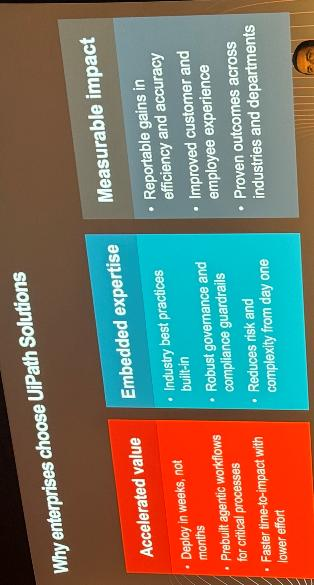 Why enterprises choose UiPath Solutions
Accelerated value
• Deploy in weeks, not
months
• Prebuilt agentic workflows
for critical processes
• Faster time-to-impact with
lower effort
Embedded expertise
• Industry best practices
built-in
• Robust governance and
compliance guardrails
• Reduces risk and
complexity from day one
Measurable impact
• Reportable gains in
efficiency and accuracy
• Improved customer and
employee experience
• Proven outcomes across
industries and departments